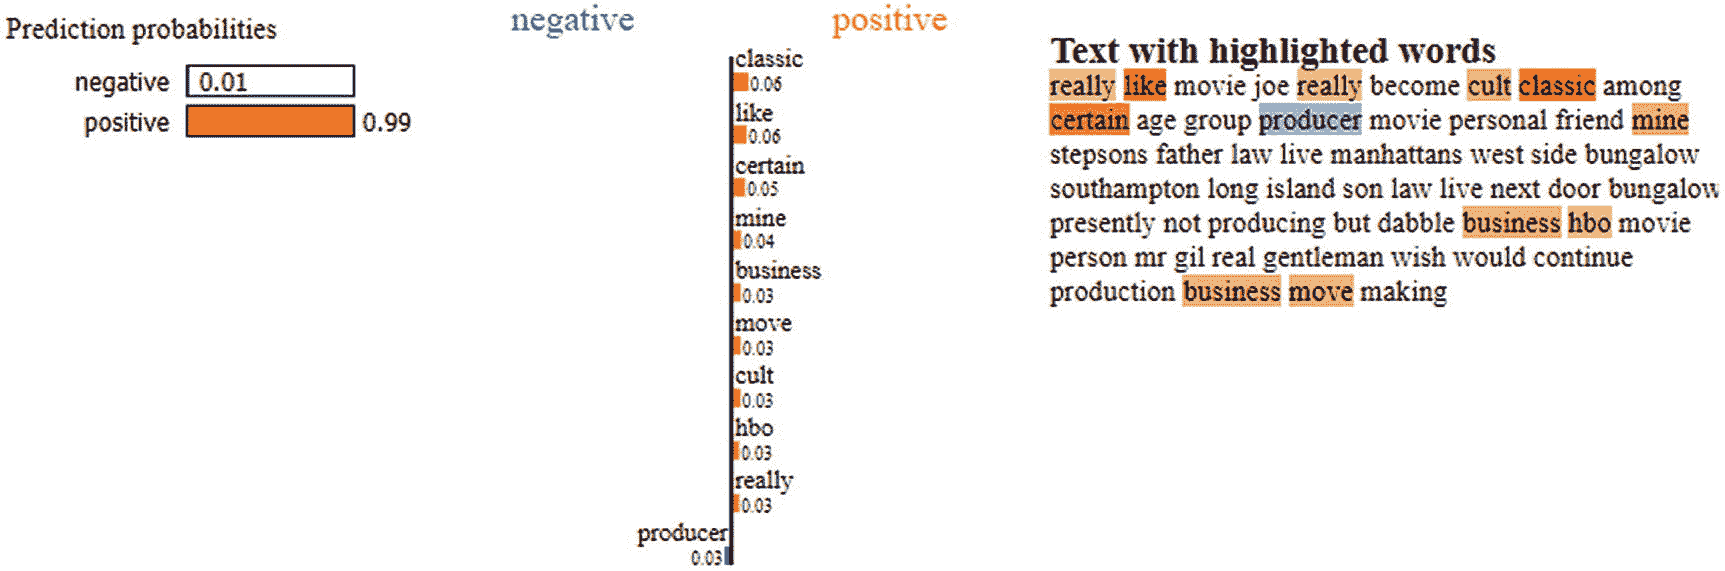 Prediction probabilities
negative 0.01
positive 0.99
negative positive
classic
0.06
like
0.06
certain
0.05
mine
0.04
business
0.03
move
0.03
cult
0.03
hbo
0.03
really
0.03
producer
0.03
Text with highlighted words
really like movie joe really become cult classic among
certain age group producer movie personal friend mine
stepsons father law live manhattans west side bungalow
southampton long island son law live next door bungalow
presently not producing but dabble business hbo movie
person mr gil real gentleman wish would continue
production business move making